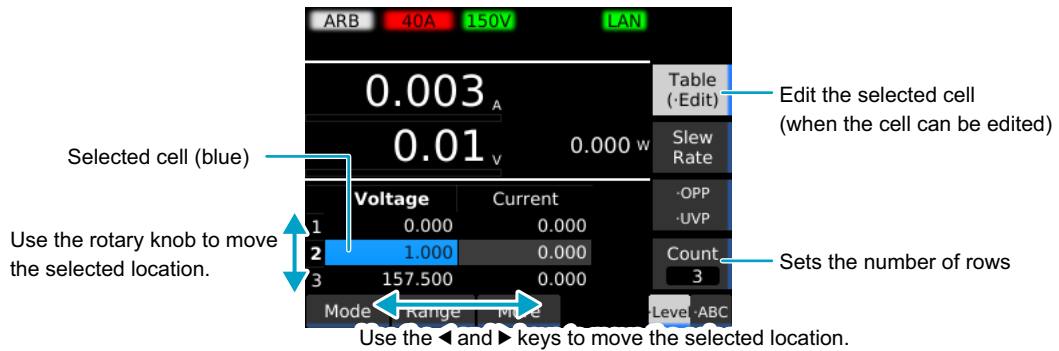 ARB 40A 150V LAN
0.003 A
Table
(·Edit)
Edit the selected cell
(when the cell can be edited)
0.01 V
0.000 W
Slew
Rate
Selected cell (blue)
Voltage Current
·OPP
·UVP
1 0.000 0.000
Use the rotary knob to move
the selected location.
2 1.000 0.000
Count
3
Sets the number of rows
3 157.500 0.000
Mode Range More ·Level ·ABC
Use the ◀ and ▶ keys to move the selected location.